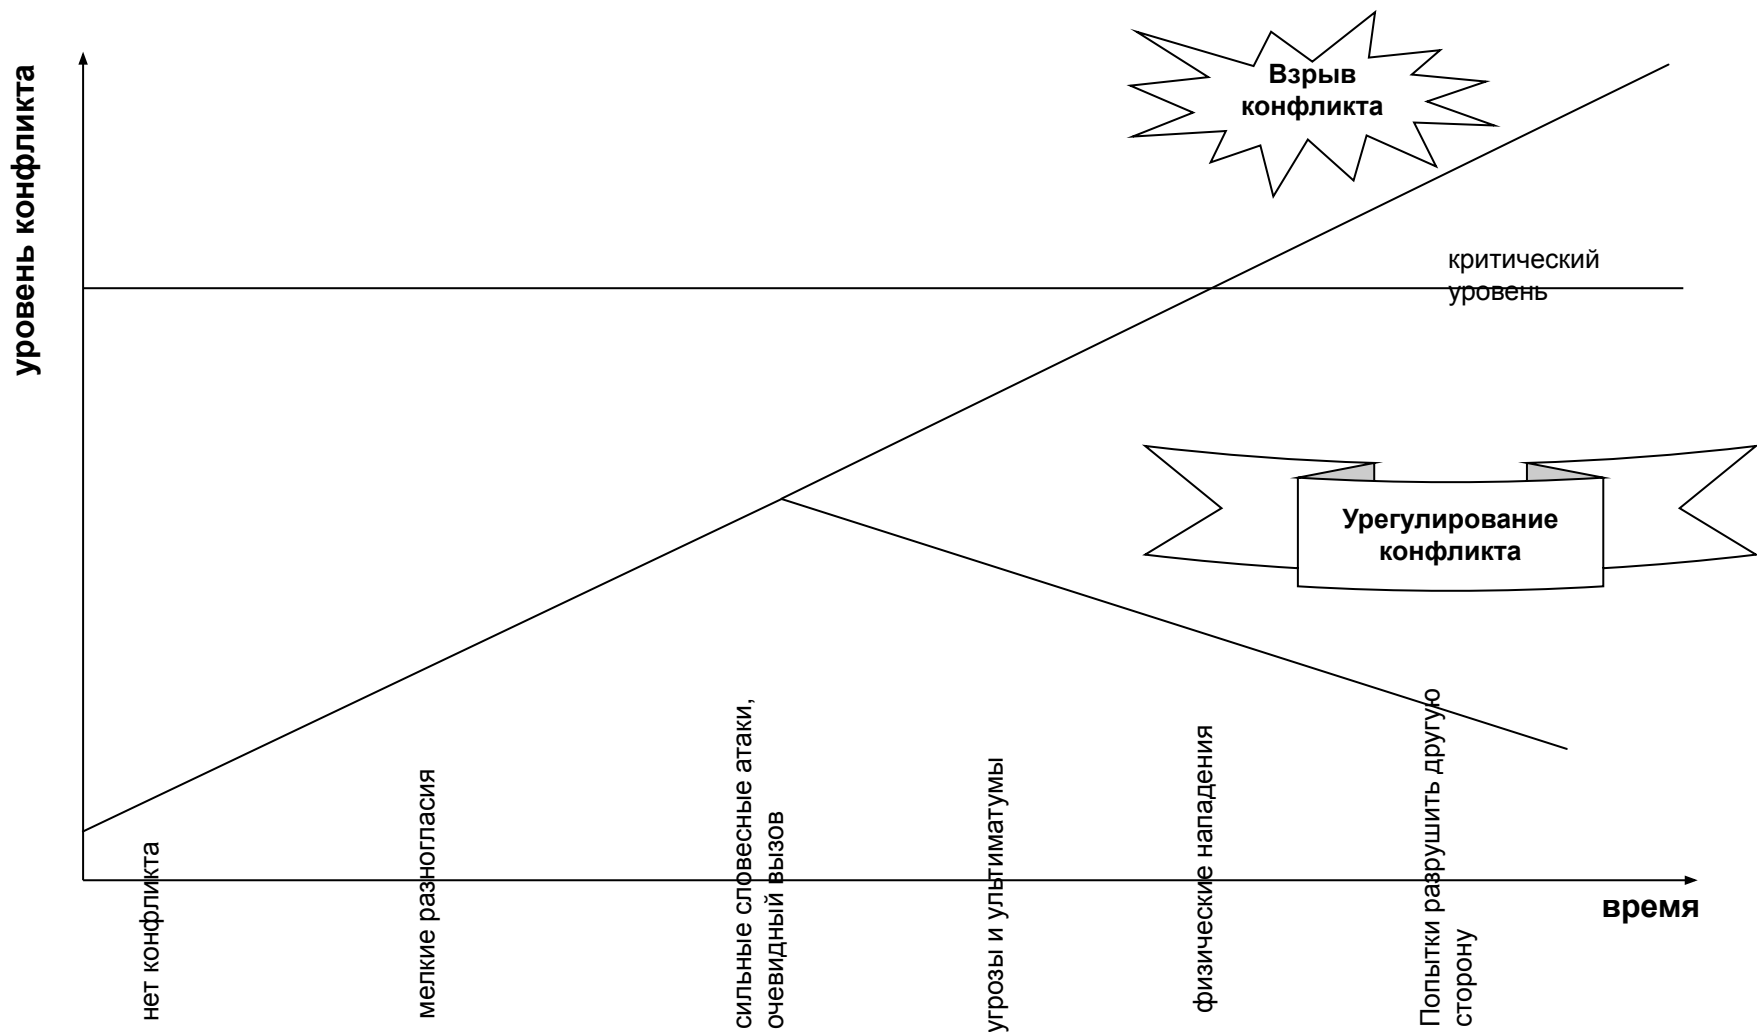 Взрыв
конфликта
уровень конфликта
критический
уровень
Урегулирование
конфликта
нет конфликта
мелкие разногласия
сильные словесные атаки,
очевидный вызов
угрозы и ультиматумы
физические нападения
Попытки разрушить другую
сторону
время